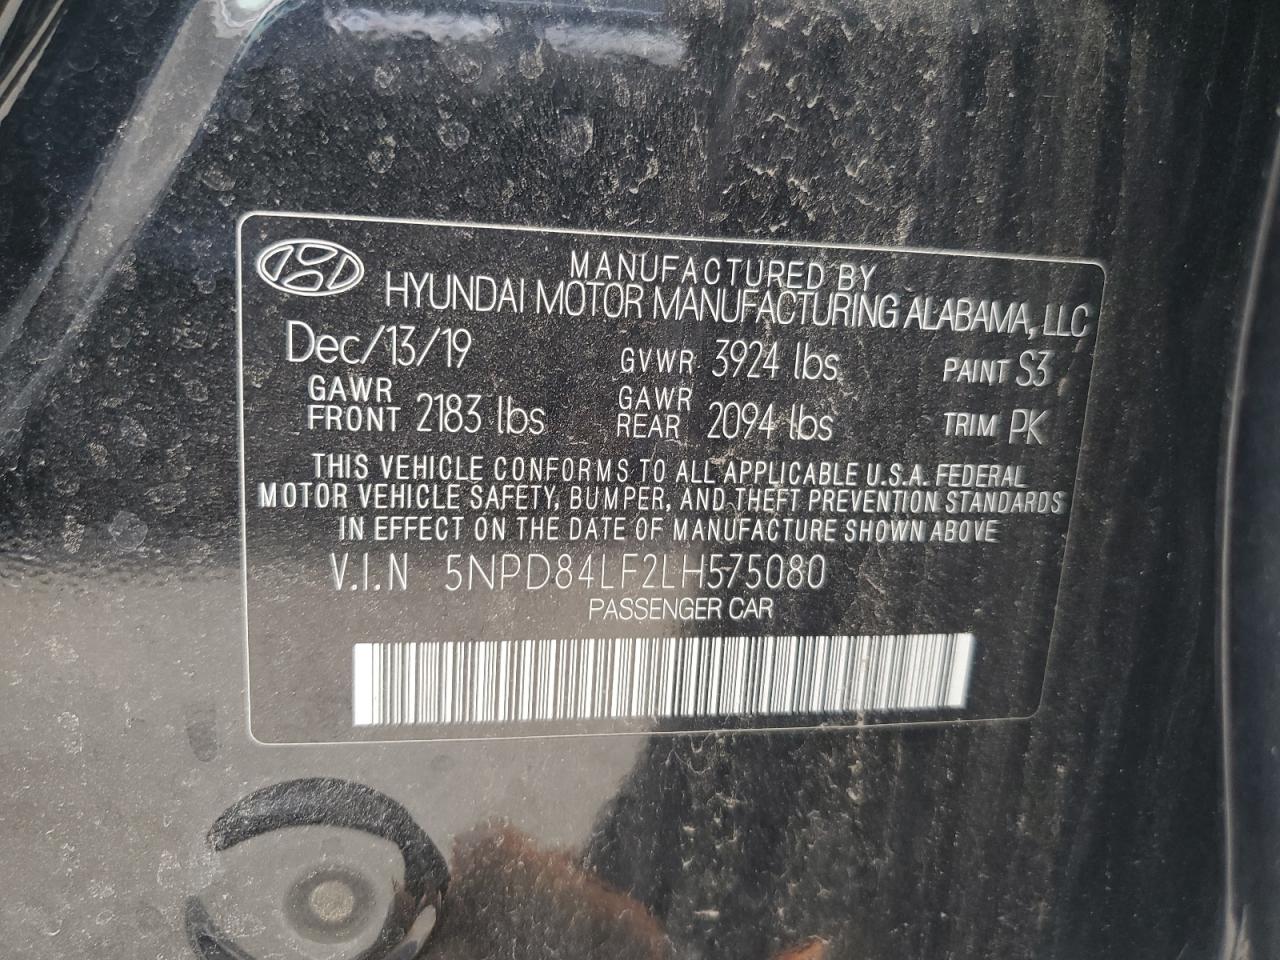 MANUFACTURED BY
HYUNDAI MOTOR MANUFACTURING ALABAMA, LLC
Dec/13/19 GVWR 3924 lbs PAINT S3
GAWR FRONT 2183 lbs GAWR REAR 2094 lbs TRIM PK
THIS VEHICLE CONFORMS TO ALL APPLICABLE U.S.A. FEDERAL
MOTOR VEHICLE SAFETY, BUMPER, AND THEFT PREVENTION STANDARDS
IN EFFECT ON THE DATE OF MANUFACTURE SHOWN ABOVE
V.I.N 5NPD84LF2LH575080
PASSENGER CAR